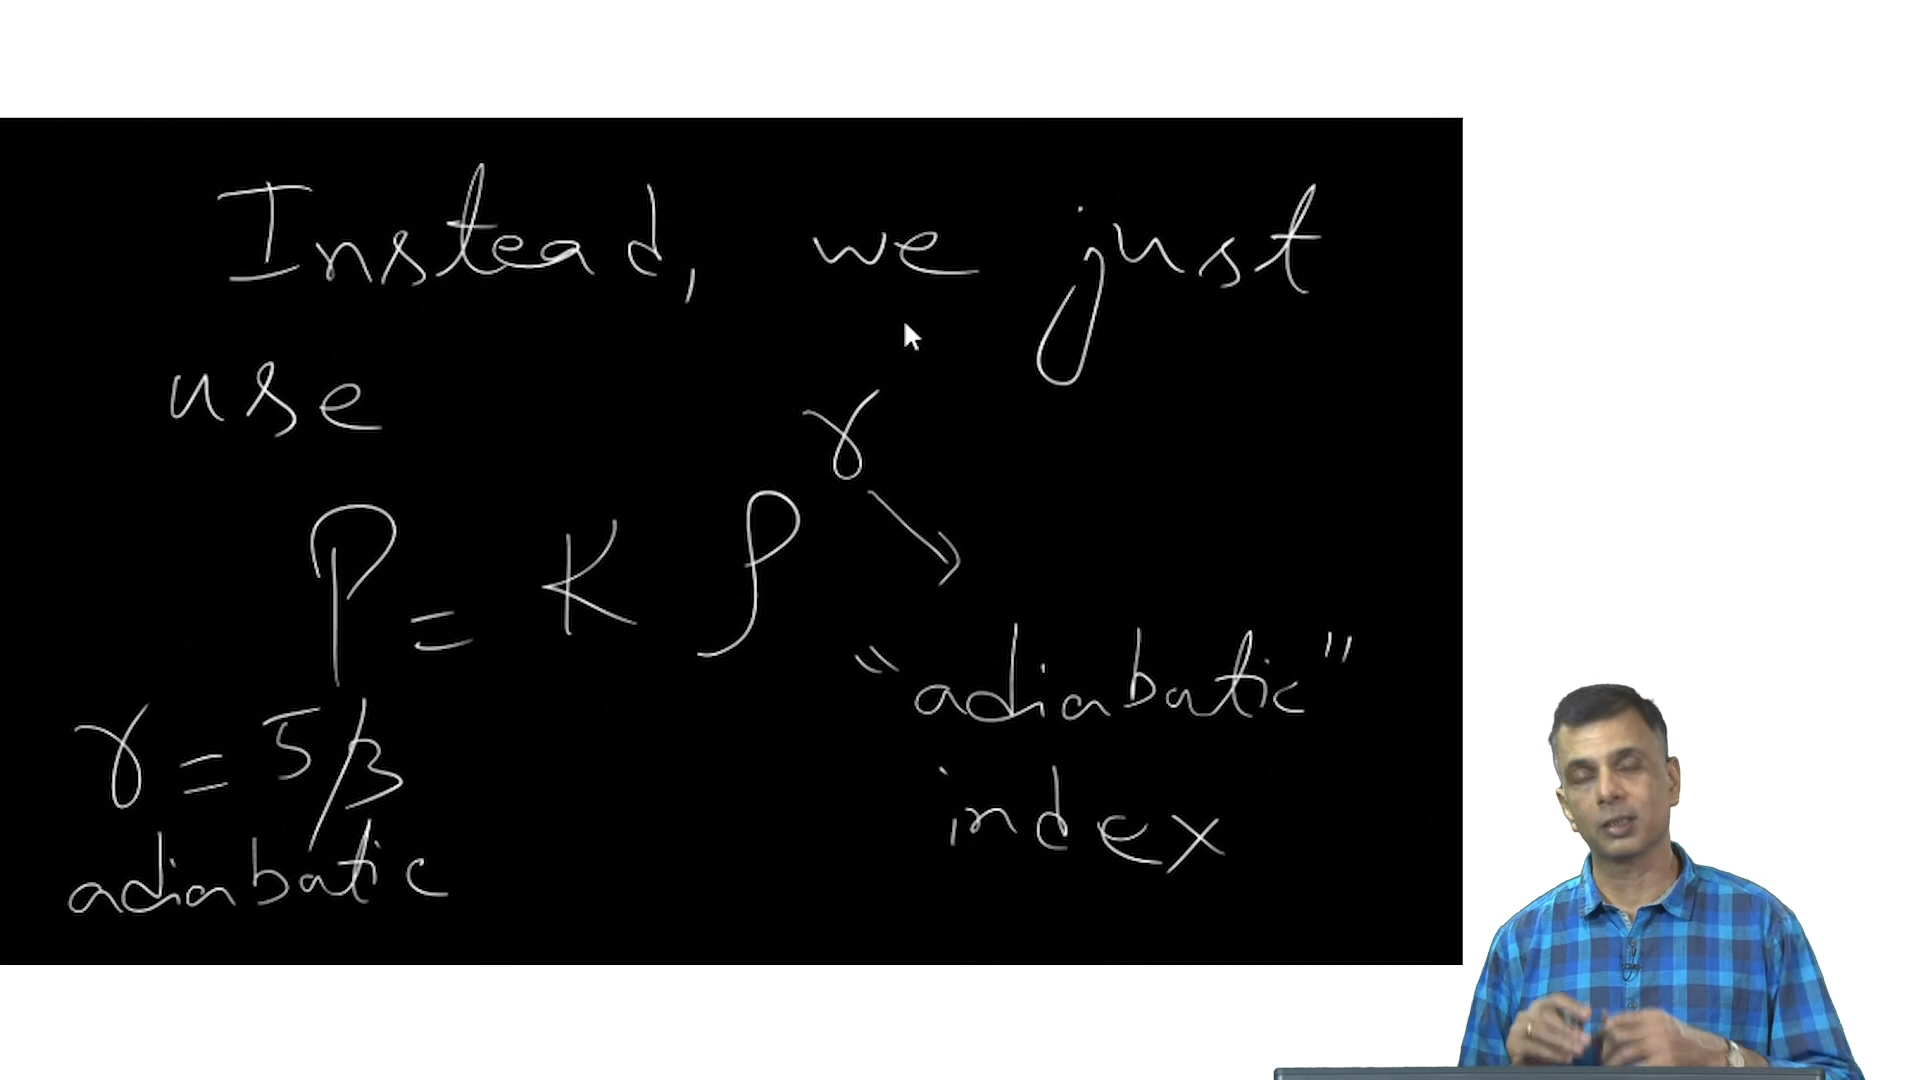 Instead, we just
use
P = K ρ^γ
"adiabatic"
index
γ = 5/3
adiabatic